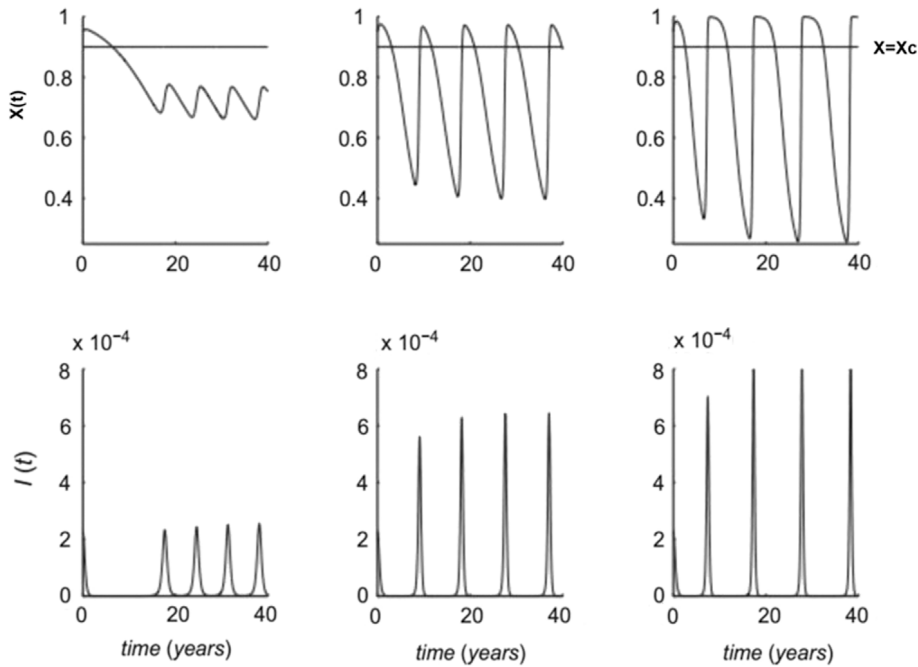 1 1 1
0.8 0.8 0.8
0.6 0.6 0.6
0.4 0.4 0.4
X(t)
X=Xc
0 20 40 0 20 40 0 20 40
x 10⁻⁴ x 10⁻⁴ x 10⁻⁴
8 8 8
6 6 6
4 4 4
2 2 2
0 0 0
I (t)
0 20 40 0 20 40 0 20 40
time (years) time (years) time (years)